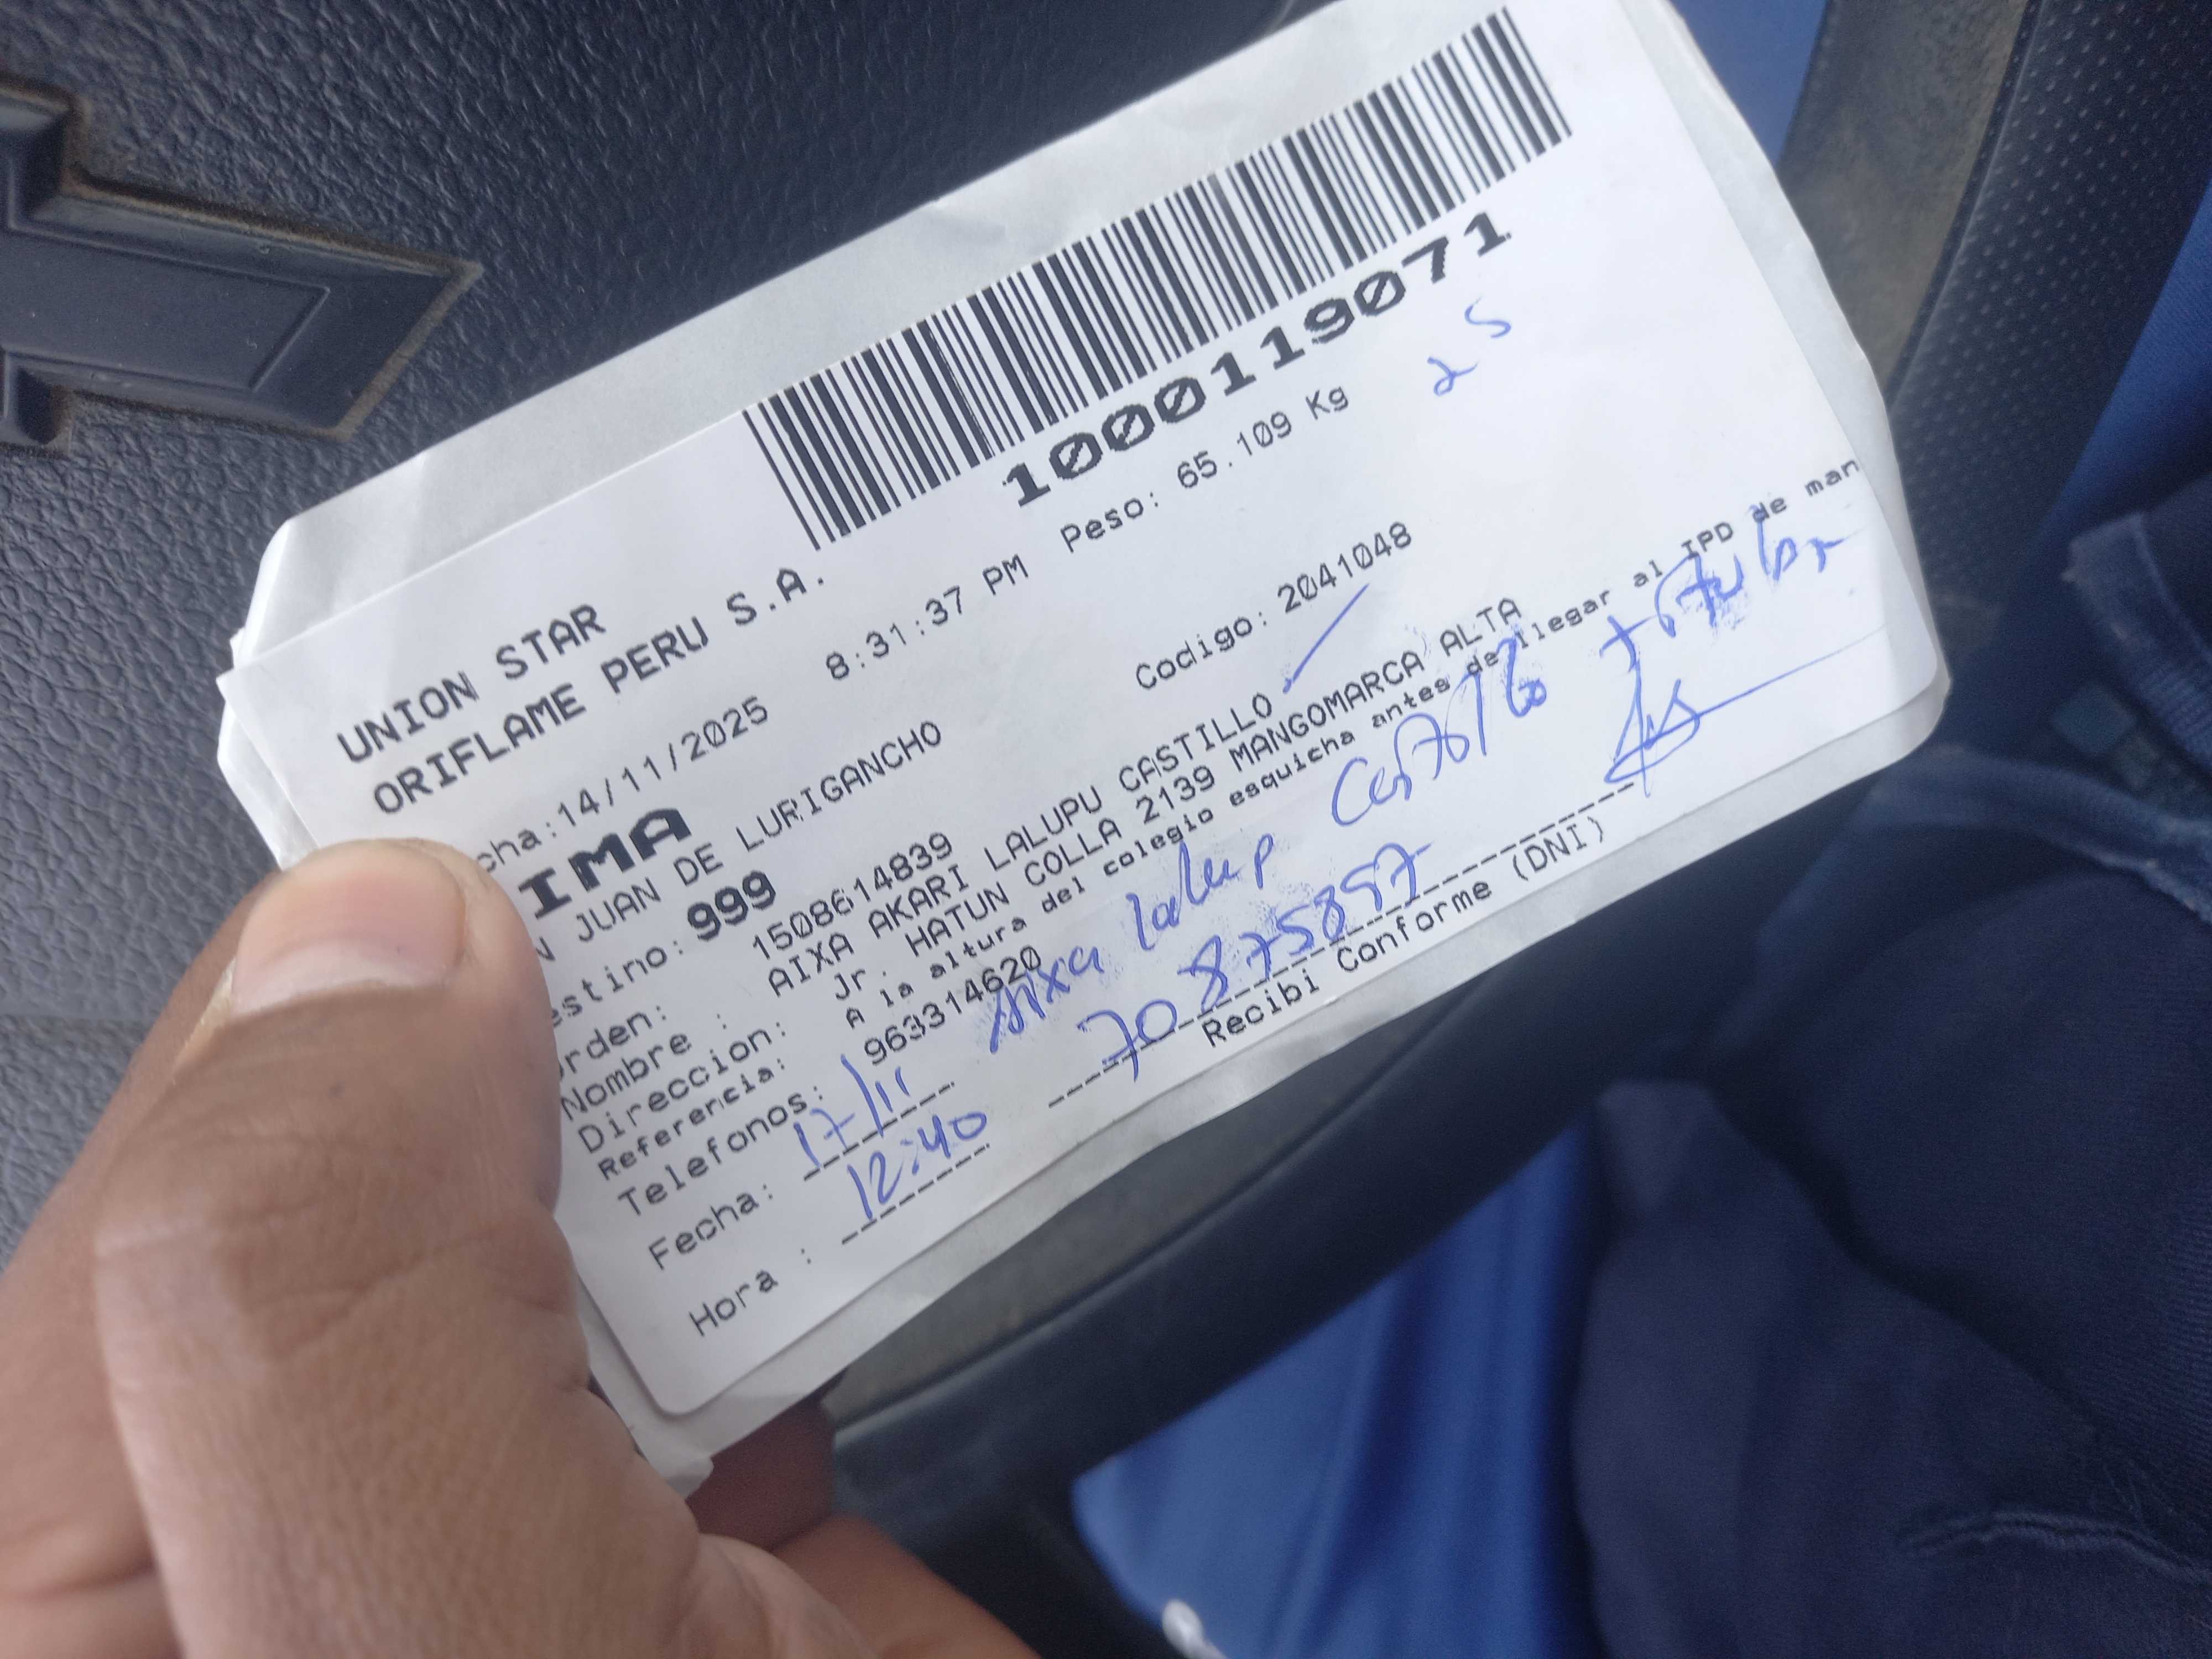 1000119071
UNION STAR
ORIFLAME PERU S.A.
cha:14/11/2025 8:31:37 PM Peso: 65.109 Kg 25
IMA
N JUAN DE LURIGANCHO
estino: 999 Codigo: 2041048
rden: 1508614839
Nombre : AIXA AKARI LALUPU CASTILLO
Direccion: Jr. HATUN COLLA 2139 MANGOMARCA ALTA
Referencia: A la altura del colegio esquicha antes de llegar al IPD de man
Telefonos: 963314620
Aixa lalup Castillo
Fecha: 17/11 70875897
Recibi Conforme (DNI)
Hora : 12:40